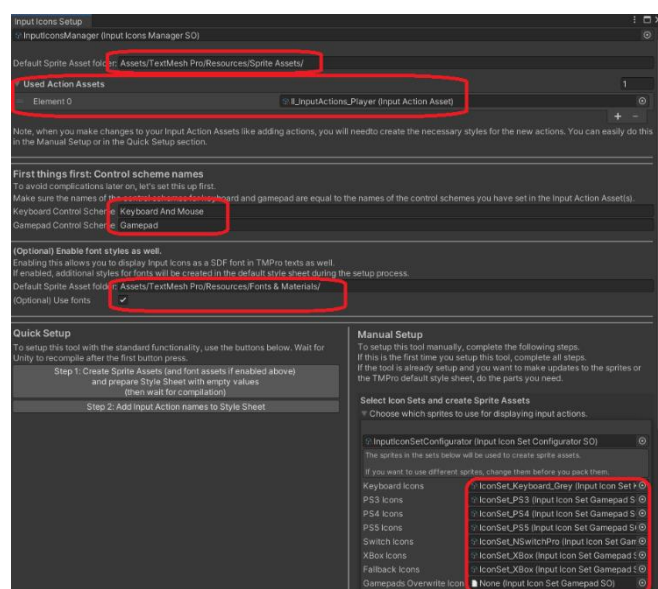 Input Icons Setup
InputIconsManager (Input Icons Manager SO)
Default Sprite Asset folder: Assets/TextMesh Pro/Resources/Sprite Assets/
Used Action Assets 1
Element 0 II_InputActions_Player (Input Action Asset)
+ -
Note, when you make changes to your Input Action Assets like adding actions, you will needto create the necessary styles for the new actions. You can easily do this
in the Manual Setup or in the Quick Setup section.
First things first: Control scheme names
To avoid complications later on, let's set this up first.
Make sure the names of the control schemes for keyboard and gamepad are equal to the names of the control schemes you have set in the Input Action Asset(s).
Keyboard Control Scheme Keyboard And Mouse
Gamepad Control Scheme Gamepad
(Optional) Enable font styles as well.
Enabling this allows you to display Input Icons as a SDF font in TMPro texts as well.
If enabled, additional styles for fonts will be created in the default style sheet during the setup process.
Default Sprite Asset folder: Assets/TextMesh Pro/Resources/Fonts & Materials/
(Optional) Use fonts
Quick Setup
To setup this tool with the standard functionality, use the buttons below. Wait for
Unity to recompile after the first button press.
Step 1: Create Sprite Assets (and font assets if enabled above)
and prepare Style Sheet with empty values
(then wait for compilation)
Step 2: Add Input Action names to Style Sheet
Manual Setup
To setup this tool manually, complete the following steps.
If this is the first time you setup this tool, complete all steps.
If the tool is already setup and you want to make updates to the sprites or
the TMPro default style sheet, do the parts you need.
Select Icon Sets and create Sprite Assets
Choose which sprites to use for displaying input actions.
InputIconSetConfigurator (Input Icon Set Configurator SO)
The sprites in the sets below will be used to create sprite assets.
If you want to use different sprites, change them before you pack them.
Keyboard Icons IconSet_Keyboard_Grey (Input Icon Set K
PS3 Icons IconSet_PS3 (Input Icon Set Gamepad S
PS4 Icons IconSet_PS4 (Input Icon Set Gamepad S
PS5 Icons IconSet_PS5 (Input Icon Set Gamepad S
Switch Icons IconSet_NSwitchPro (Input Icon Set Gam
XBox Icons IconSet_XBox (Input Icon Set Gamepad S
Fallback Icons IconSet_XBox (Input Icon Set Gamepad S
Gamepads Overwrite Icon None (Input Icon Set Gamepad SO)